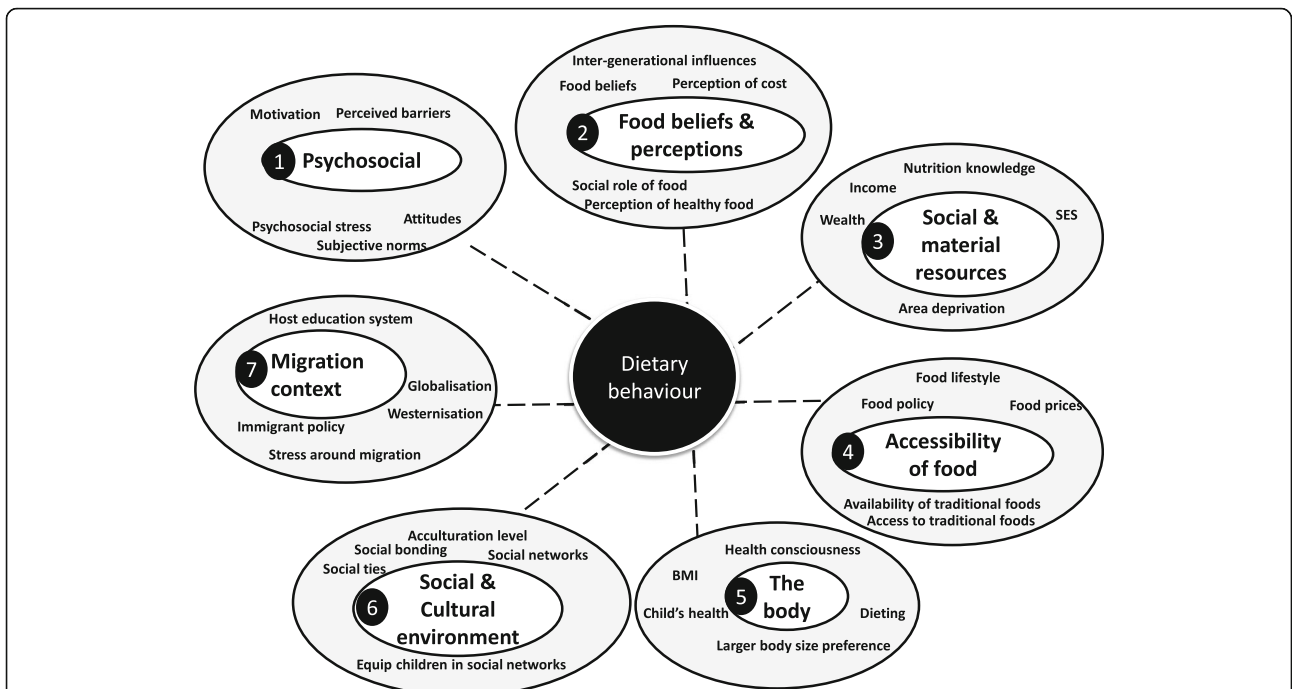 Motivation
Perceived barriers
1
Psychosocial
Psychosocial stress
Attitudes
Subjective norms
Inter-generational influences
Food beliefs
Perception of cost
2
Food beliefs &
perceptions
Social role of food
Perception of healthy food
Nutrition knowledge
Income
Wealth
SES
3
Social &
material
resources
Area deprivation
Dietary
behaviour
Food lifestyle
Food policy
Food prices
4
Accessibility
of food
Availability of traditional foods
Access to traditional foods
Health consciousness
BMI
Child's health
5
The
body
Dieting
Larger body size preference
Acculturation level
Social bonding
Social networks
Social ties
6
Social &
Cultural
environment
Equip children in social networks
Host education system
7
Migration
context
Globalisation
Westernisation
Immigrant policy
Stress around migration